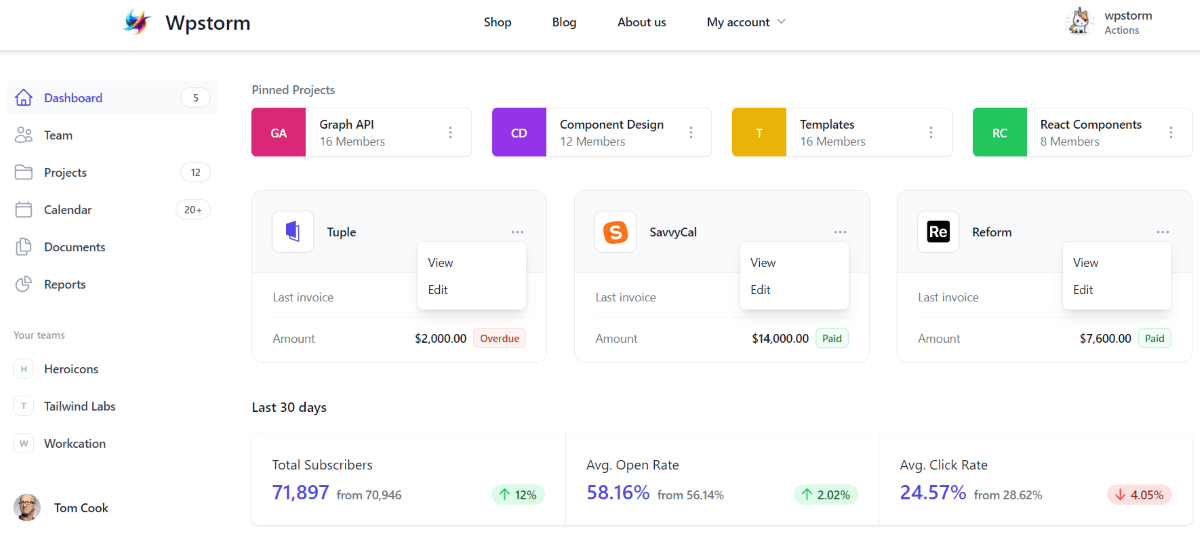 Wpstorm
Shop
Blog
About us
My account
wpstorm
Actions
Dashboard
5
Team
Projects
12
Calendar
20+
Documents
Reports
Your teams
H
Heroicons
T
Tailwind Labs
W
Workcation
Tom Cook
Pinned Projects
GA
Graph API
16 Members
CD
Component Design
12 Members
T
Templates
16 Members
RC
React Components
8 Members
Tuple
View
Edit
Last invoice
Amount
$2,000.00
Overdue
S
SavvyCal
View
Edit
Last invoice
Amount
$14,000.00
Paid
Re
Reform
View
Edit
Last invoice
Amount
$7,600.00
Paid
Last 30 days
Total Subscribers
71,897 from 70,946
12%
Avg. Open Rate
58.16% from 56.14%
2.02%
Avg. Click Rate
24.57% from 28.62%
4.05%